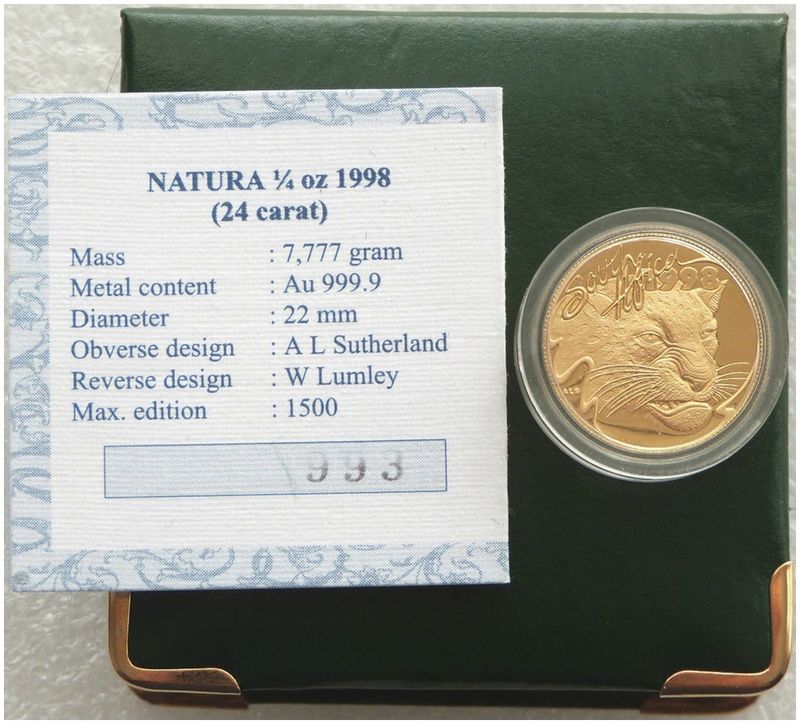 NATURA ¼ oz 1998
(24 carat)
Mass : 7,777 gram
Metal content : Au 999.9
Diameter : 22 mm
Obverse design : A L Sutherland
Reverse design : W Lumley
Max. edition : 1500
993
South Africa 1998
ALS